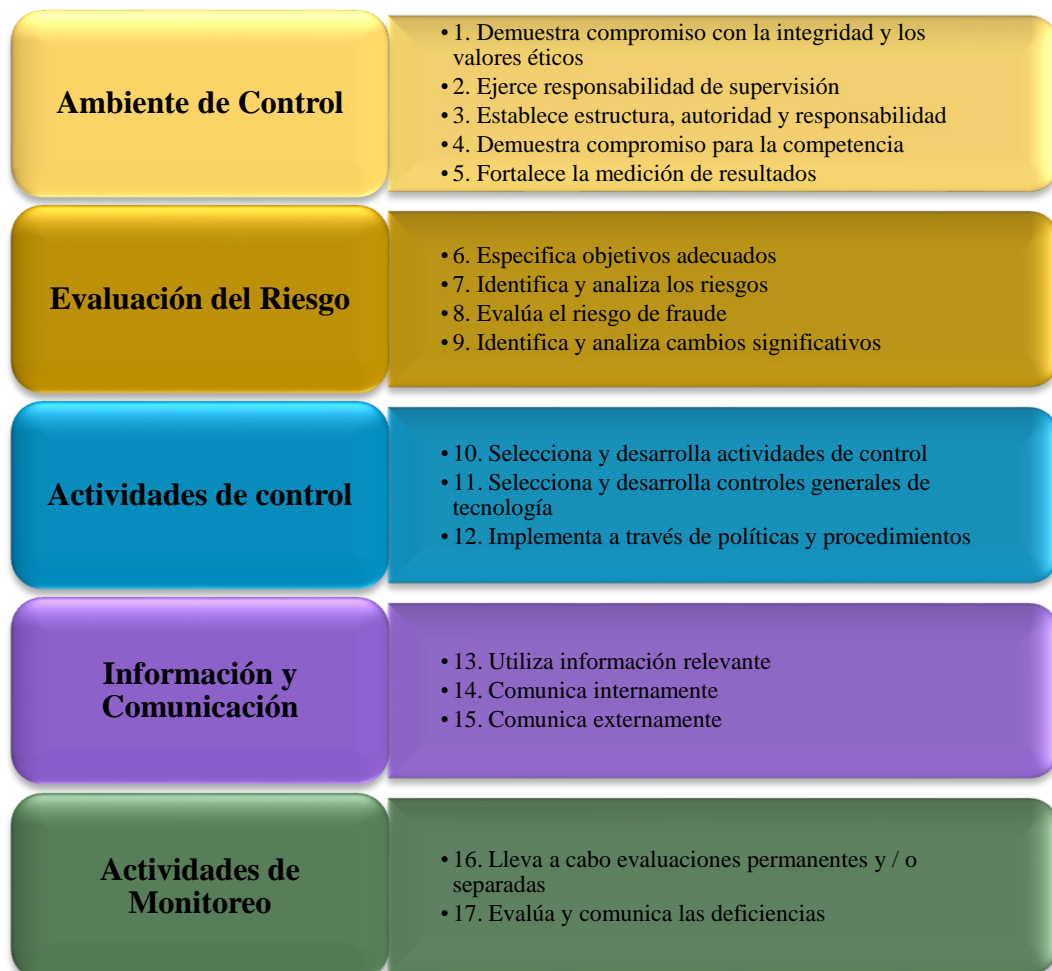 Ambiente de Control
• 1. Demuestra compromiso con la integridad y los
valores éticos
• 2. Ejerce responsabilidad de supervisión
• 3. Establece estructura, autoridad y responsabilidad
• 4. Demuestra compromiso para la competencia
• 5. Fortalece la medición de resultados
Evaluación del Riesgo
• 6. Especifica objetivos adecuados
• 7. Identifica y analiza los riesgos
• 8. Evalúa el riesgo de fraude
• 9. Identifica y analiza cambios significativos
Actividades de control
• 10. Selecciona y desarrolla actividades de control
• 11. Selecciona y desarrolla controles generales de
tecnología
• 12. Implementa a través de políticas y procedimientos
Información y
Comunicación
• 13. Utiliza información relevante
• 14. Comunica internamente
• 15. Comunica externamente
Actividades de
Monitoreo
• 16. Lleva a cabo evaluaciones permanentes y / o
separadas
• 17. Evalúa y comunica las deficiencias